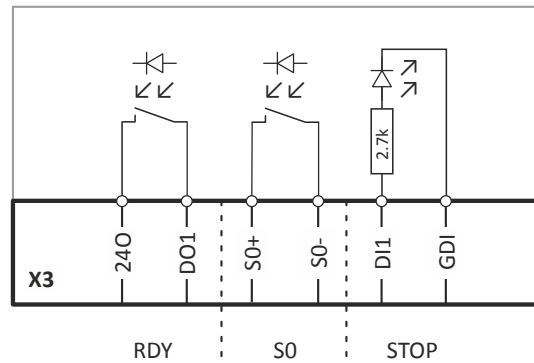 2.7k
24O
DO1
S0+
S0-
DI1
GDI
X3
RDY
S0
STOP